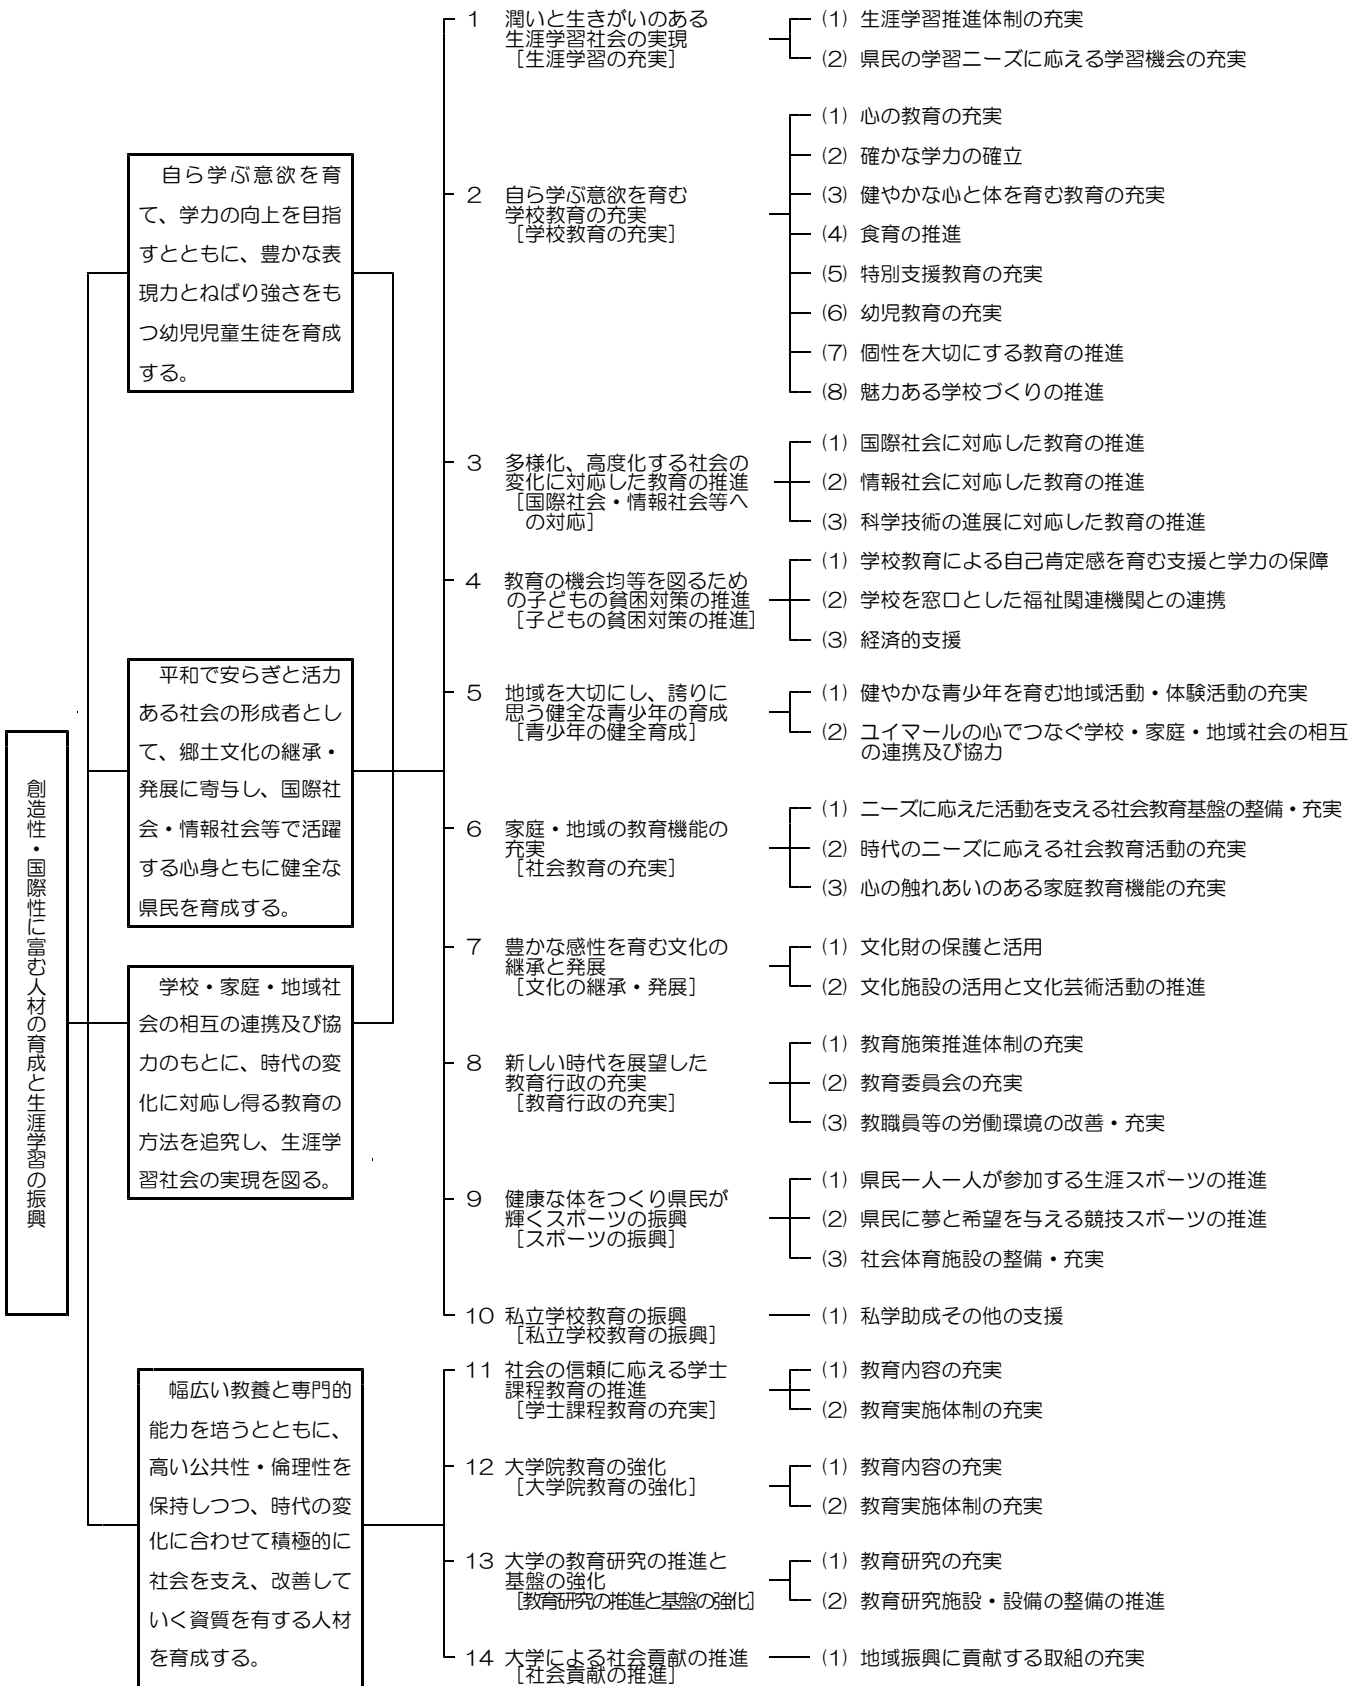 創造性・国際性に富む人材の育成と生涯学習の振興
自ら学ぶ意欲を育
て、学力の向上を目指
すとともに、豊かな表
現力とねばり強さをも
つ幼児児童生徒を育成
する。
平和で安らぎと活力
ある社会の形成者とし
て、郷土文化の継承・
発展に寄与し、国際社
会・情報社会等で活躍
する心身ともに健全な
県民を育成する。
学校・家庭・地域社
会の相互の連携及び協
力のもとに、時代の変
化に対応し得る教育の
方法を追究し、生涯学
習社会の実現を図る。
幅広い教養と専門的
能力を培うとともに、
高い公共性・倫理性を
保持しつつ、時代の変
化に合わせて積極的に
社会を支え、改善して
いく資質を有する人材
を育成する。
1 潤いと生きがいのある
生涯学習社会の実現
[生涯学習の充実]
(1) 生涯学習推進体制の充実
(2) 県民の学習ニーズに応える学習機会の充実
2 自ら学ぶ意欲を育む
学校教育の充実
[学校教育の充実]
(1) 心の教育の充実
(2) 確かな学力の確立
(3) 健やかな心と体を育む教育の充実
(4) 食育の推進
(5) 特別支援教育の充実
(6) 幼児教育の充実
(7) 個性を大切にする教育の推進
(8) 魅力ある学校づくりの推進
3 多様化、高度化する社会の
変化に対応した教育の推進
[国際社会・情報社会等へ
の対応]
(1) 国際社会に対応した教育の推進
(2) 情報社会に対応した教育の推進
(3) 科学技術の進展に対応した教育の推進
4 教育の機会均等を図るため
の子どもの貧困対策の推進
[子どもの貧困対策の推進]
(1) 学校教育による自己肯定感を育む支援と学力の保障
(2) 学校を窓口とした福祉関連機関との連携
(3) 経済的支援
5 地域を大切にし、誇りに
思う健全な青少年の育成
[青少年の健全育成]
(1) 健やかな青少年を育む地域活動・体験活動の充実
(2) ユイマールの心でつなぐ学校・家庭・地域社会の相互
の連携及び協力
6 家庭・地域の教育機能の
充実
[社会教育の充実]
(1) ニーズに応えた活動を支える社会教育基盤の整備・充実
(2) 時代のニーズに応える社会教育活動の充実
(3) 心の触れあいのある家庭教育機能の充実
7 豊かな感性を育む文化の
継承と発展
[文化の継承・発展]
(1) 文化財の保護と活用
(2) 文化施設の活用と文化芸術活動の推進
8 新しい時代を展望した
教育行政の充実
[教育行政の充実]
(1) 教育施策推進体制の充実
(2) 教育委員会の充実
(3) 教職員等の労働環境の改善・充実
9 健康な体をつくり県民が
輝くスポーツの振興
[スポーツの振興]
(1) 県民一人一人が参加する生涯スポーツの推進
(2) 県民に夢と希望を与える競技スポーツの推進
(3) 社会体育施設の整備・充実
10 私立学校教育の振興
[私立学校教育の振興]
(1) 私学助成その他の支援
11 社会の信頼に応える学士
課程教育の推進
[学士課程教育の充実]
(1) 教育内容の充実
(2) 教育実施体制の充実
12 大学院教育の強化
[大学院教育の強化]
(1) 教育内容の充実
(2) 教育実施体制の充実
13 大学の教育研究の推進と
基盤の強化
[教育研究の推進と基盤の強化]
(1) 教育研究の充実
(2) 教育研究施設・設備の整備の推進
14 大学による社会貢献の推進
[社会貢献の推進]
(1) 地域振興に貢献する取組の充実